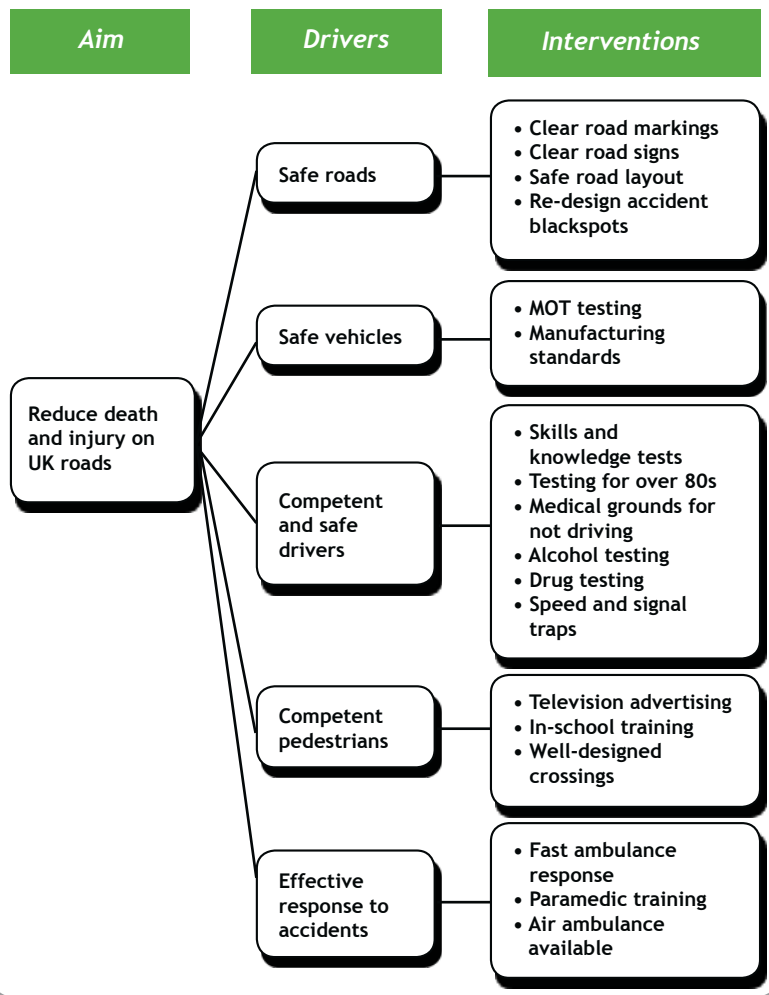 Aim
Drivers
Interventions
Reduce death
and injury on
UK roads
Safe roads
• Clear road markings
• Clear road signs
• Safe road layout
• Re-design accident
blackspots
Safe vehicles
• MOT testing
• Manufacturing
standards
Competent
and safe
drivers
• Skills and
knowledge tests
• Testing for over 80s
• Medical grounds for
not driving
• Alcohol testing
• Drug testing
• Speed and signal
traps
Competent
pedestrians
• Television advertising
• In-school training
• Well-designed
crossings
Effective
response to
accidents
• Fast ambulance
response
• Paramedic training
• Air ambulance
available